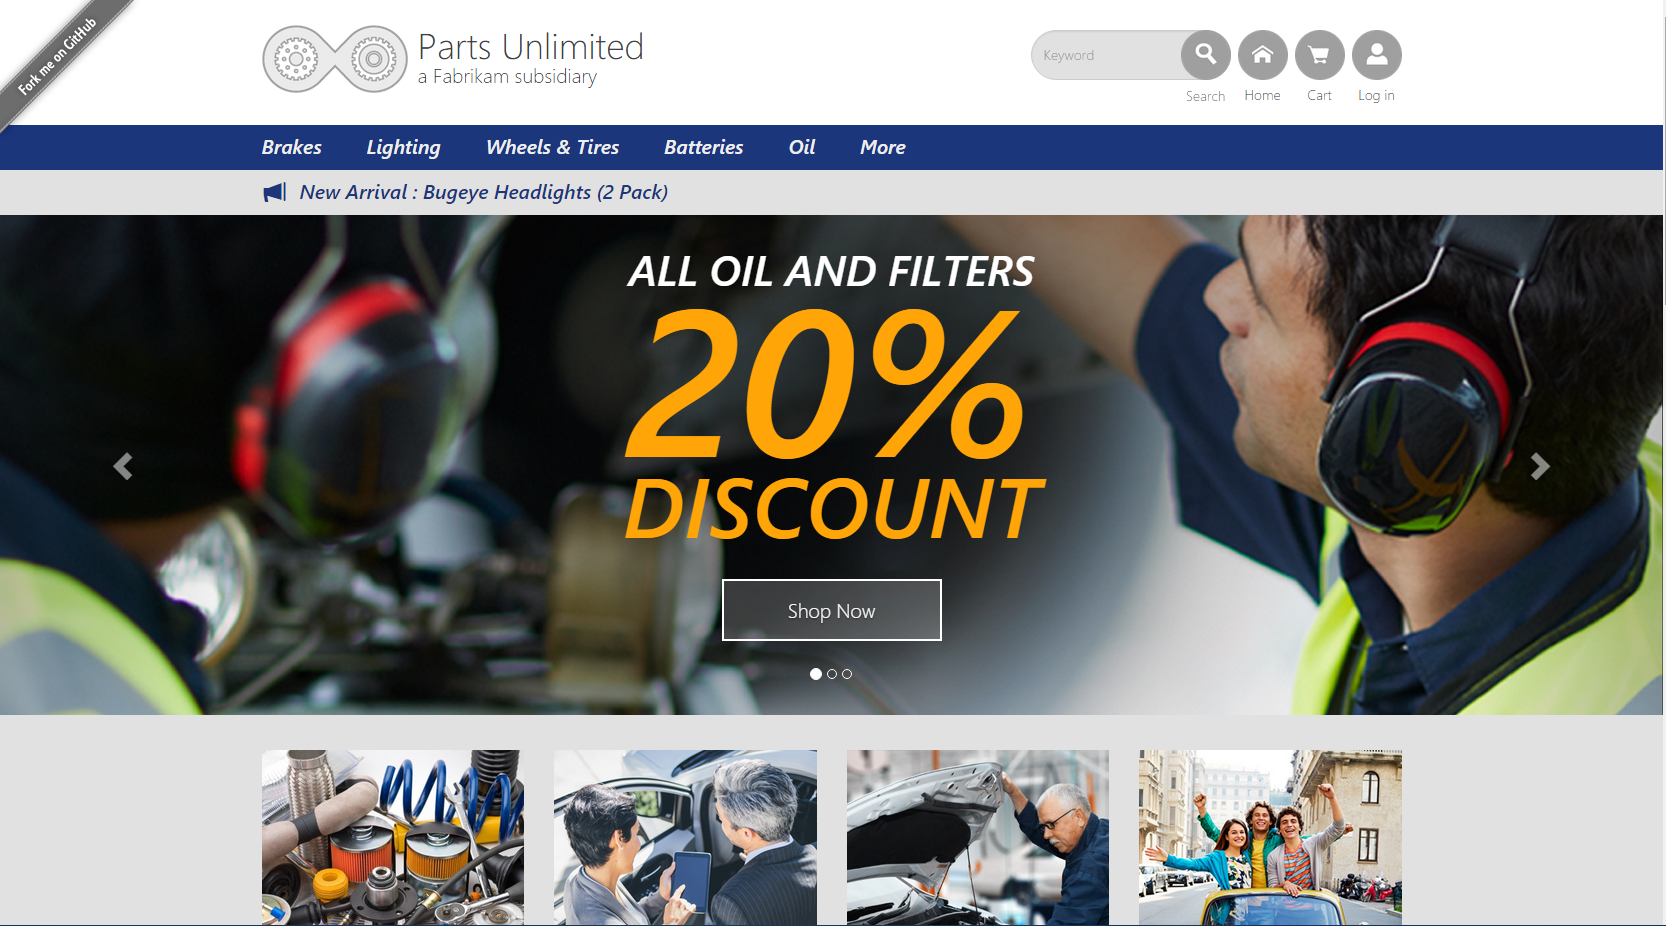 Fork me on GitHub
Parts Unlimited
a Fabrikam subsidiary
Keyword
Search
Home
Cart
Log in
Brakes
Lighting
Wheels & Tires
Batteries
Oil
More
New Arrival : Bugeye Headlights (2 Pack)
ALL OIL AND FILTERS
20%
DISCOUNT
Shop Now